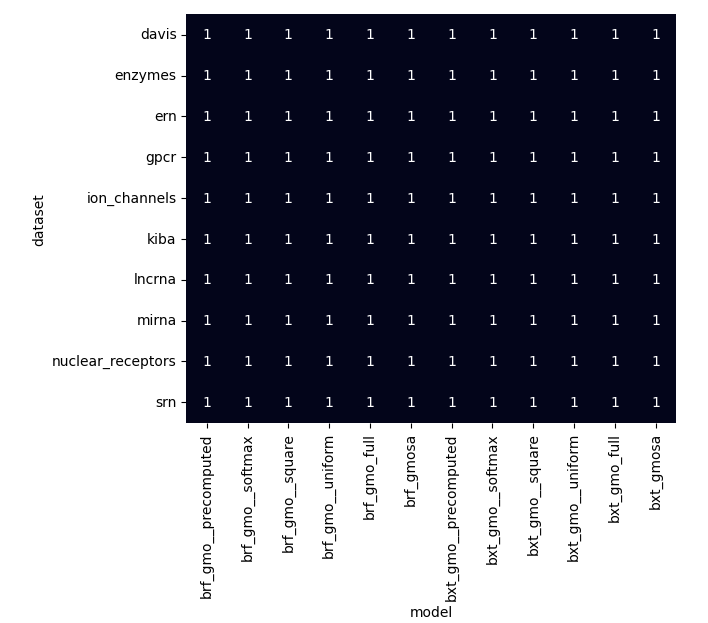 davis 1 1 1 1 1 1 1 1 1 1 1 1
enzymes 1 1 1 1 1 1 1 1 1 1 1 1
ern 1 1 1 1 1 1 1 1 1 1 1 1
gpcr 1 1 1 1 1 1 1 1 1 1 1 1
ion_channels 1 1 1 1 1 1 1 1 1 1 1 1
kiba 1 1 1 1 1 1 1 1 1 1 1 1
lncrna 1 1 1 1 1 1 1 1 1 1 1 1
mirna 1 1 1 1 1 1 1 1 1 1 1 1
nuclear_receptors 1 1 1 1 1 1 1 1 1 1 1 1
srn 1 1 1 1 1 1 1 1 1 1 1 1
dataset
brf_gmo__precomputed
brf_gmo__softmax
brf_gmo__square
brf_gmo__uniform
brf_gmo_full
brf_gmosa
bxt_gmo__precomputed
bxt_gmo__softmax
bxt_gmo__square
bxt_gmo__uniform
bxt_gmo_full
bxt_gmosa
model